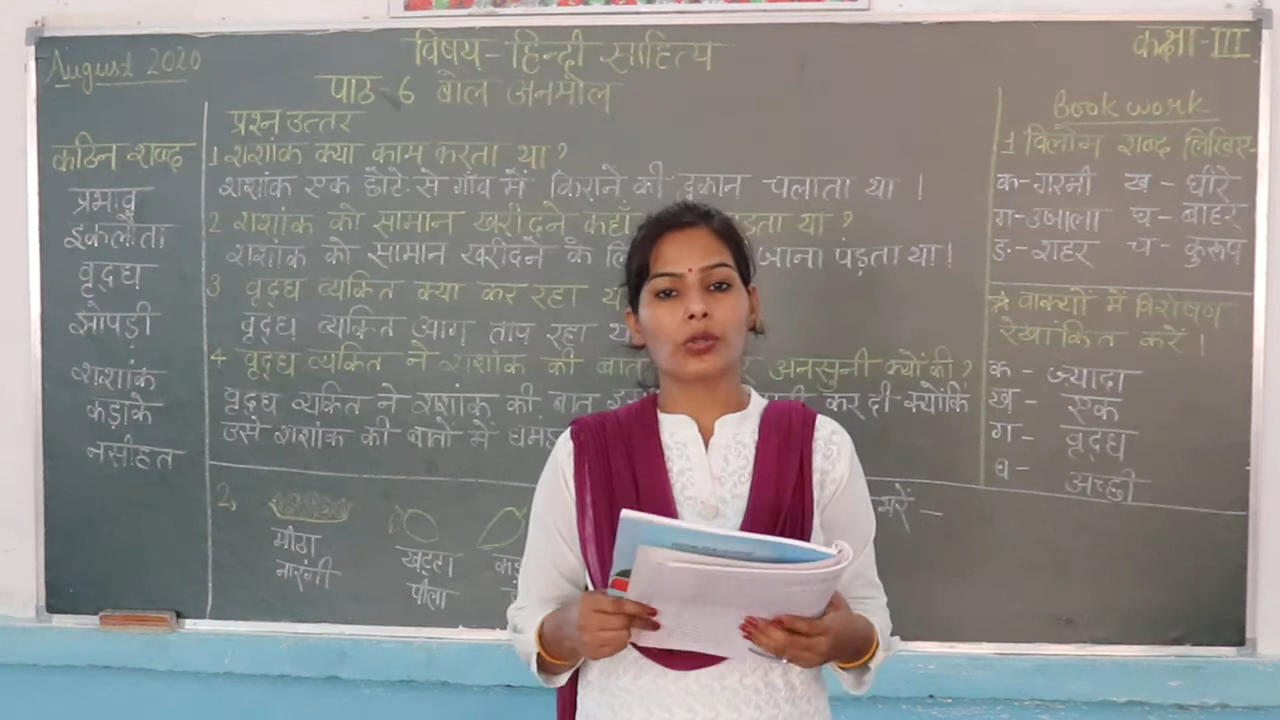 August 2020
विषय-हिन्दी साहित्य
कक्षा-III
पाठ-6 बोल अनमोल
कठिन शब्द
प्रभाव
इकलौता
वृद्ध
झोपड़ी
शशांक
कड़ाके
नसीहत
प्रश्न उत्तर
1 शशांक क्या काम करता था?
शशांक एक छोटे से गाँव में किराने की दुकान चलाता था ।
2 शशांक को सामान खरीदने कहाँ था ?
शशांक को सामान खरीदने के जाना पड़ता था।
3 वृद्ध व्यक्ति क्या कर रहा
वृद्ध व्यक्ति आग ताप रहा
4 वृद्ध व्यक्ति ने शशांक की बात अनसुनी क्यों की?
वृद्ध व्यक्ति ने शशांक की बात कर दी क्योंकि
उसे शशांक की बातों में
2,
मीठा
नारंगी
खट्टा
पीला
Book work
1 विलोम शब्द लिखिए-
क-गरमी ख - धीरे
ग-उजाला घ- बाहर
ङ-शहर च- कुरूप
☆ वाक्यों में विशेषण
रेखांकित करें।
क - ज्यादा
ख - एक
ग - वृद्ध
घ - अच्छी